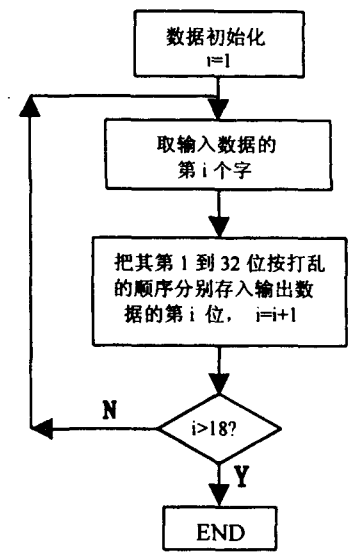 数据初始化
i=1
取输入数据的
第 i 个字
把其第 1 到 32 位按打乱
的顺序分别存入输出数
据的第 i 位， i=i+1
i>18?
N
Y
END